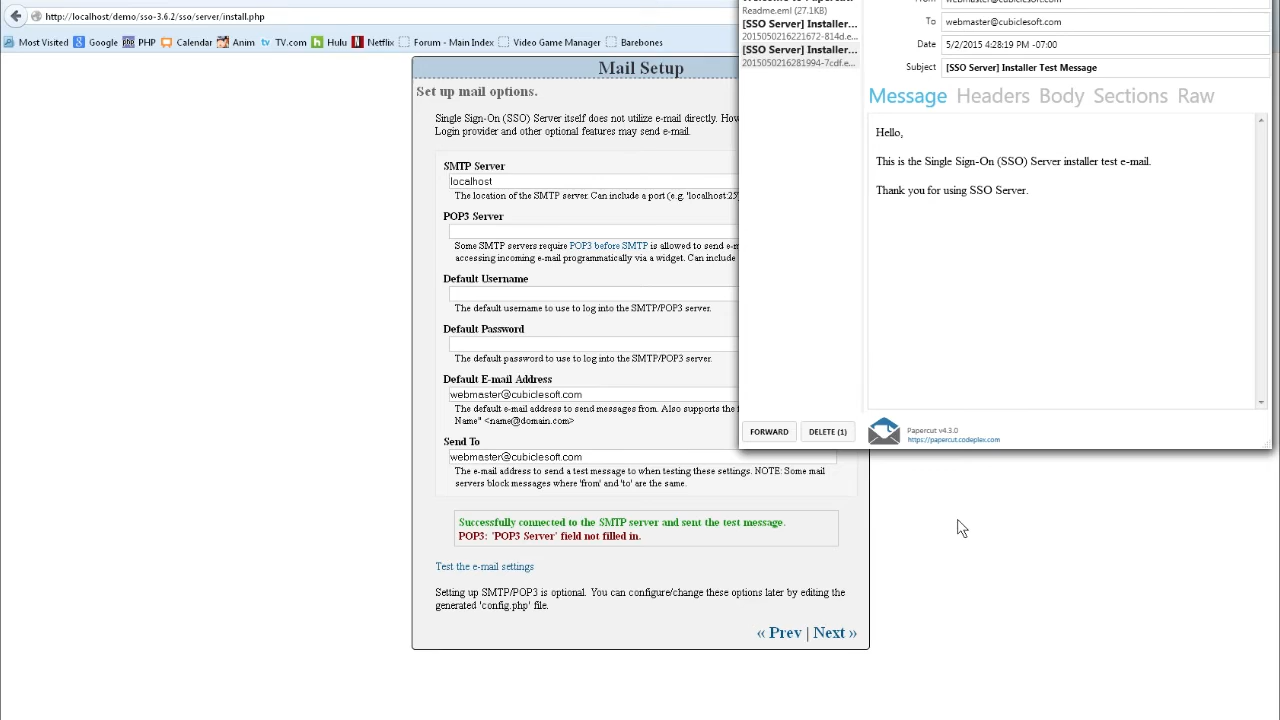 http://localhost/demo/sso-3.6.2/sso/server/install.php
Most Visited Google PHP Calendar Anim TV.com Hulu Netflix Forum - Main Index Video Game Manager Barebones
Mail Setup
Set up mail options.
Single Sign-On (SSO) Server itself does not utilize e-mail directly. How
Login provider and other optional features may send e-mail.
SMTP Server
localhost
The location of the SMTP server. Can include a port (e.g. 'localhost:25'
POP3 Server
Some SMTP servers require POP3 before SMTP is allowed to send e-m
accessing incoming e-mail programmatically via a widget. Can include
Default Username
The default username to use to log into the SMTP/POP3 server.
Default Password
The default password to use to log into the SMTP/POP3 server.
Default E-mail Address
webmaster@cubiclesoft.com
The default e-mail address to send messages from. Also supports the f
Name" <name@domain.com>
Send To
webmaster@cubiclesoft.com
The e-mail address to send a test message to when testing these settings. NOTE: Some mail
servers block messages where 'from' and 'to' are the same.
Successfully connected to the SMTP server and sent the test message.
POP3: 'POP3 Server' field not filled in.
Test the e-mail settings
Setting up SMTP/POP3 is optional. You can configure/change these options later by editing the
generated 'config.php' file.
« Prev | Next »
Welcome to Papercut
Readme.eml (27.1KB)
[SSO Server] Installer...
2015050216221672-814d.e...
[SSO Server] Installer...
2015050216281994-7cdf.e...
From webmaster@cubiclesoft.com
To webmaster@cubiclesoft.com
Date 5/2/2015 4:28:19 PM -07:00
Subject [SSO Server] Installer Test Message
Message Headers Body Sections Raw
Hello,
This is the Single Sign-On (SSO) Server installer test e-mail.
Thank you for using SSO Server.
FORWARD DELETE (1)
Papercut v4.3.0
https://papercut.codeplex.com